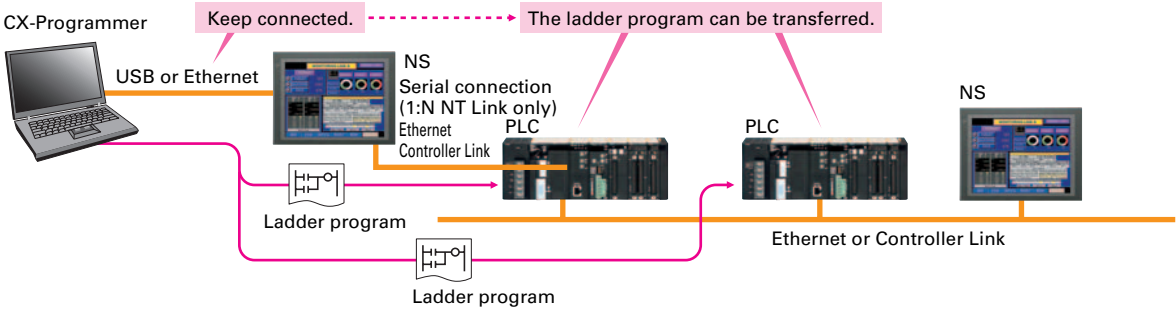 CX-Programmer
Keep connected.
The ladder program can be transferred.
USB or Ethernet
NS
Serial connection
(1:N NT Link only)
Ethernet
Controller Link
PLC
PLC
NS
Ladder program
Ethernet or Controller Link
Ladder program